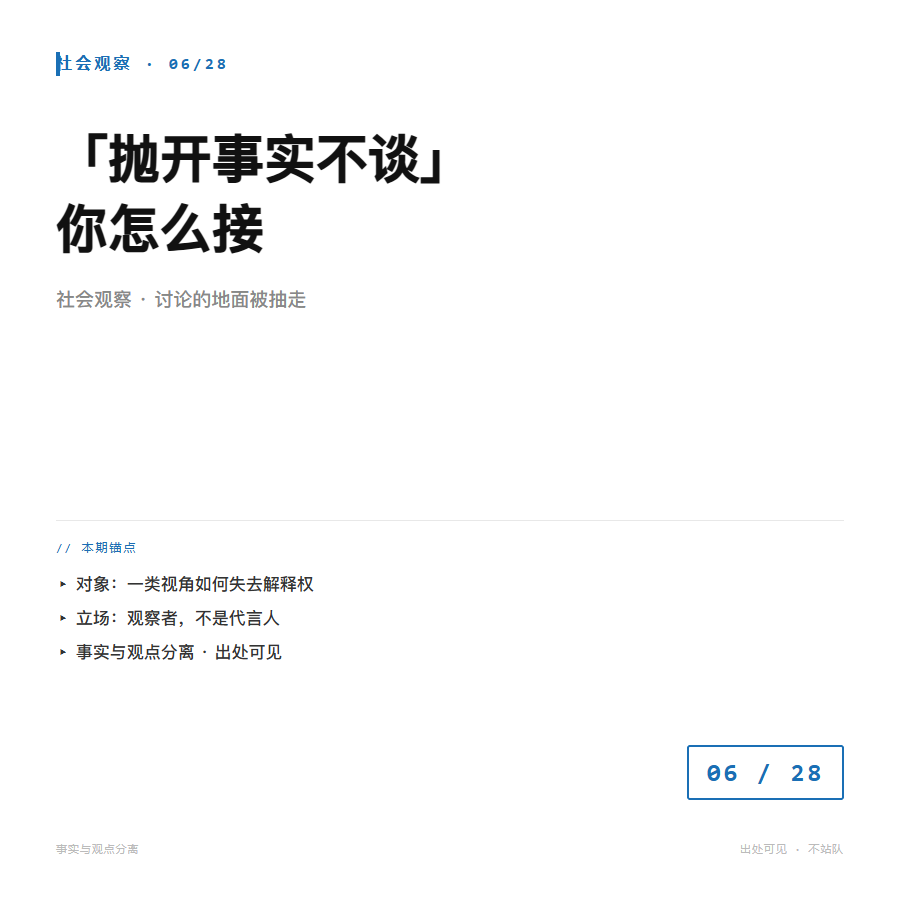 社会观察 · 06/28
「抛开事实不谈」
你怎么接
社会观察 · 讨论的地面被抽走
// 本期锚点
▸ 对象：一类视角如何失去解释权
▸ 立场：观察者，不是代言人
▸ 事实与观点分离 · 出处可见
06 / 28
事实与观点分离
出处可见 · 不站队